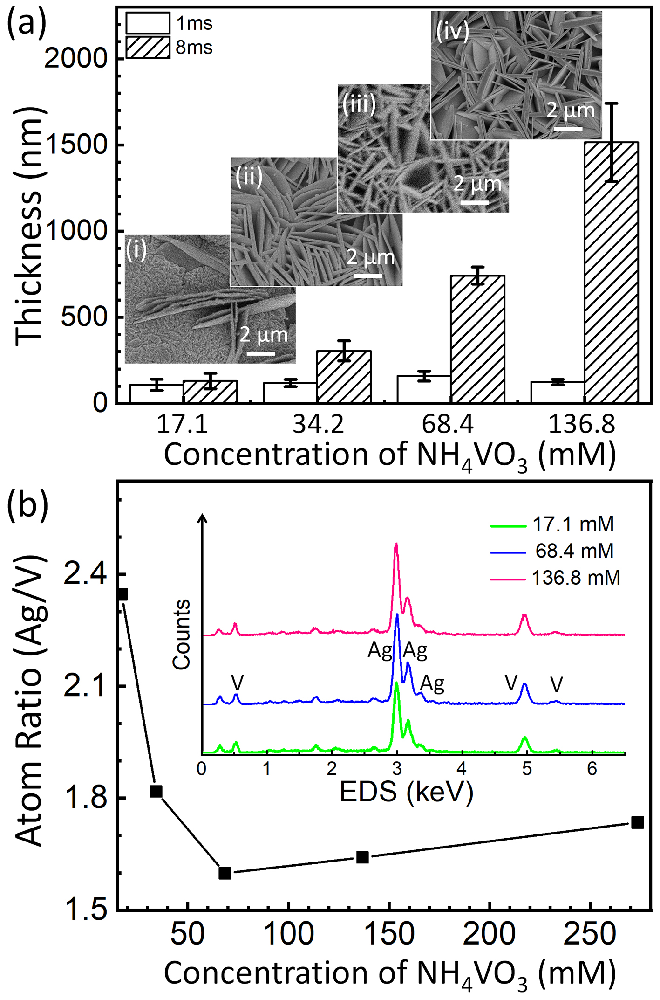 (a)
1ms
8ms
2000
1500
1000
500
0
Thickness (nm)
(i)
2 μm
(ii)
2 μm
(iii)
2 μm
(iv)
2 μm
17.1 34.2 68.4 136.8
Concentration of NH₄VO₃ (mM)
(b)
17.1 mM
68.4 mM
136.8 mM
2.4
2.1
1.8
1.5
Atom Ratio (Ag/V)
Counts
Ag Ag
V Ag V V
0 1 2 3 4 5 6
EDS (keV)
50 100 150 200 250
Concentration of NH₄VO₃ (mM)